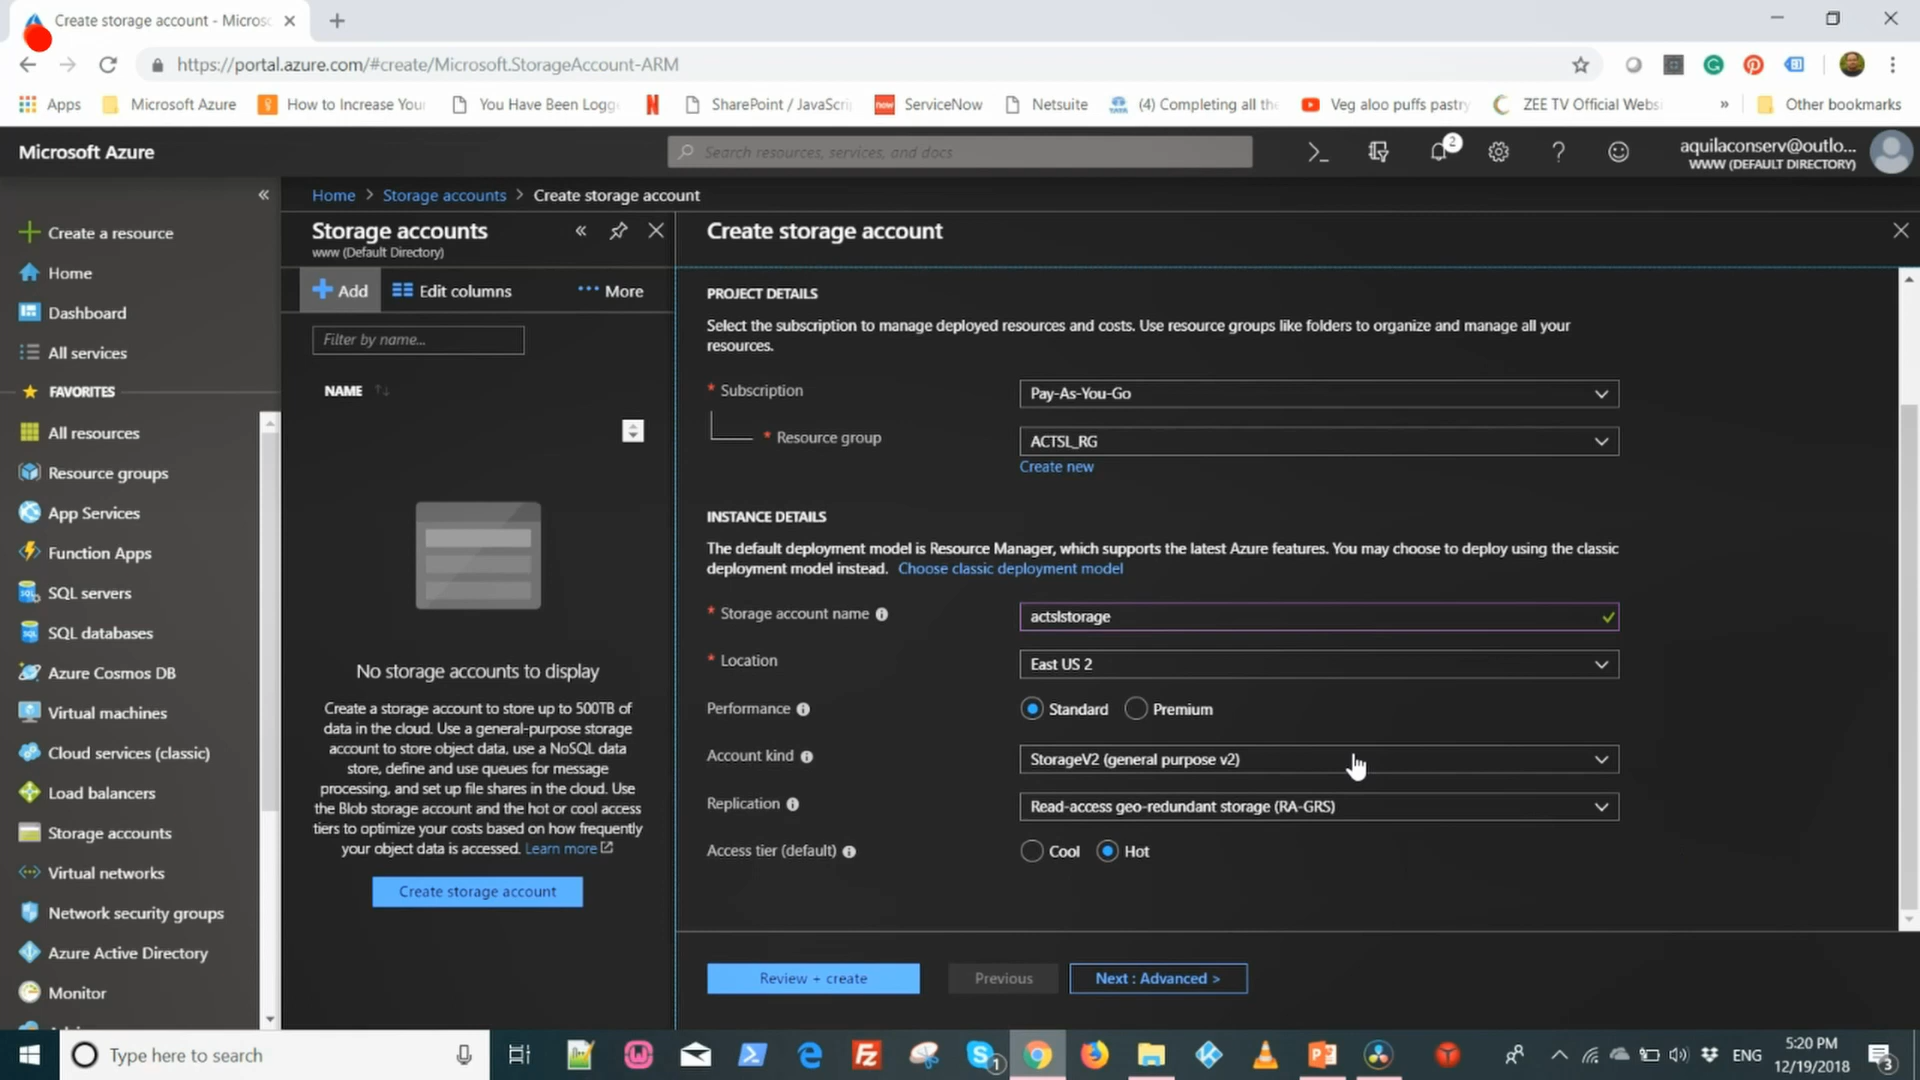 Create storage account - Micros
https://portal.azure.com/#create/Microsoft.StorageAccount-ARM
Apps
Microsoft Azure
How to Increase Your
You Have Been Logg
SharePoint / JavaScri
now
ServiceNow
Netsuite
(4) Completing all the
Veg aloo puffs pastry
ZEE TV Official Webs
»
Other bookmarks
Microsoft Azure
Search resources, services, and docs
2
aquilaconserv@outlo...
WWW (DEFAULT DIRECTORY)
Home > Storage accounts > Create storage account
Create a resource
Home
Dashboard
All services
FAVORITES
All resources
Resource groups
App Services
Function Apps
SQL servers
SQL databases
Azure Cosmos DB
Virtual machines
Cloud services (classic)
Load balancers
Storage accounts
Virtual networks
Network security groups
Azure Active Directory
Monitor
Storage accounts
www (Default Directory)
Add
Edit columns
More
Filter by name...
NAME
No storage accounts to display
Create a storage account to store up to 500TB of
data in the cloud. Use a general-purpose storage
account to store object data, use a NoSQL data
store, define and use queues for message
processing, and set up file shares in the cloud. Use
the Blob storage account and the hot or cool access
tiers to optimize your costs based on how frequently
your object data is accessed. Learn more
Create storage account
Create storage account
PROJECT DETAILS
Select the subscription to manage deployed resources and costs. Use resource groups like folders to organize and manage all your
resources.
* Subscription
Pay-As-You-Go
* Resource group
ACTSL_RG
Create new
INSTANCE DETAILS
The default deployment model is Resource Manager, which supports the latest Azure features. You may choose to deploy using the classic
deployment model instead. Choose classic deployment model
* Storage account name
actslstorage
* Location
East US 2
Performance
Standard
Premium
Account kind
StorageV2 (general purpose v2)
Replication
Read-access geo-redundant storage (RA-GRS)
Access tier (default)
Cool
Hot
Review + create
Previous
Next : Advanced >
Type here to search
1
ENG
5:20 PM
12/19/2018
3